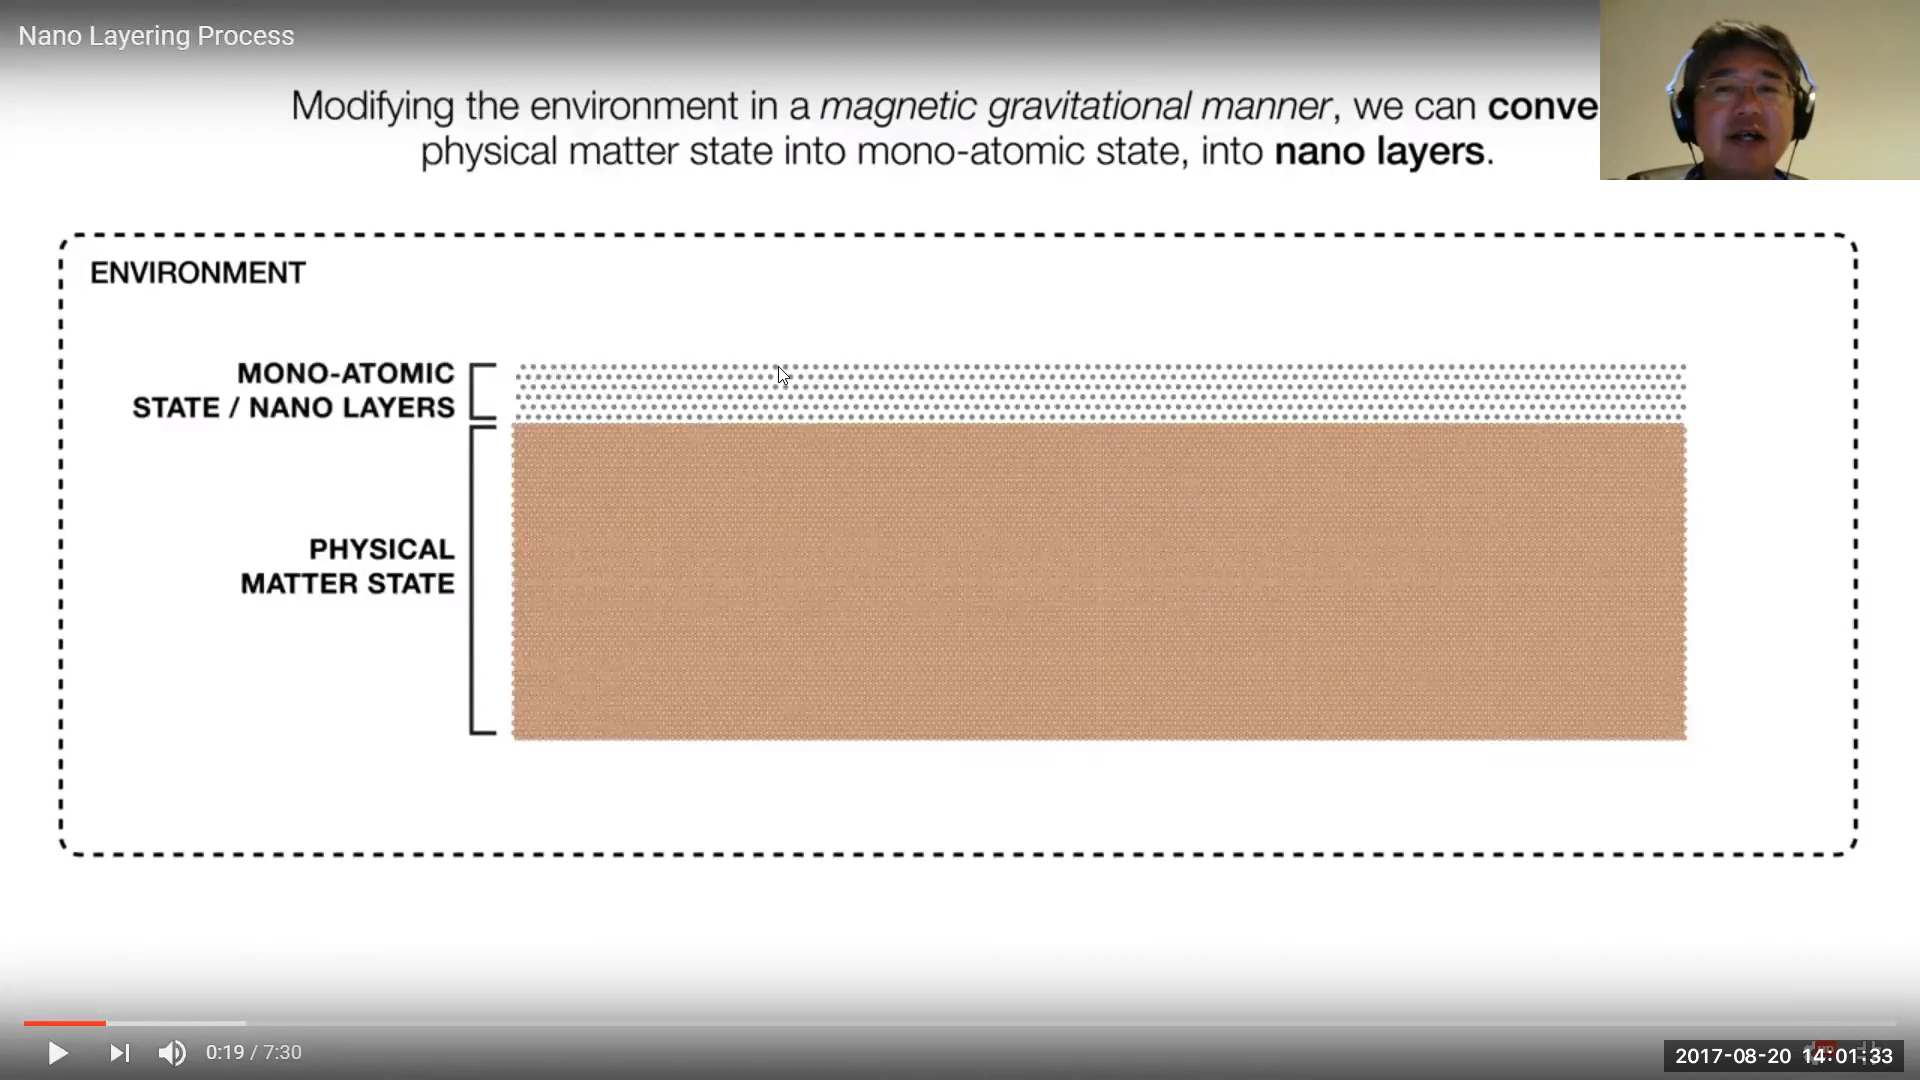 Nano Layering Process
Modifying the environment in a magnetic gravitational manner, we can conve
physical matter state into mono-atomic state, into nano layers.
ENVIRONMENT
MONO-ATOMIC
STATE / NANO LAYERS
PHYSICAL
MATTER STATE
0:19 / 7:30
2017-08-20 14:01:33